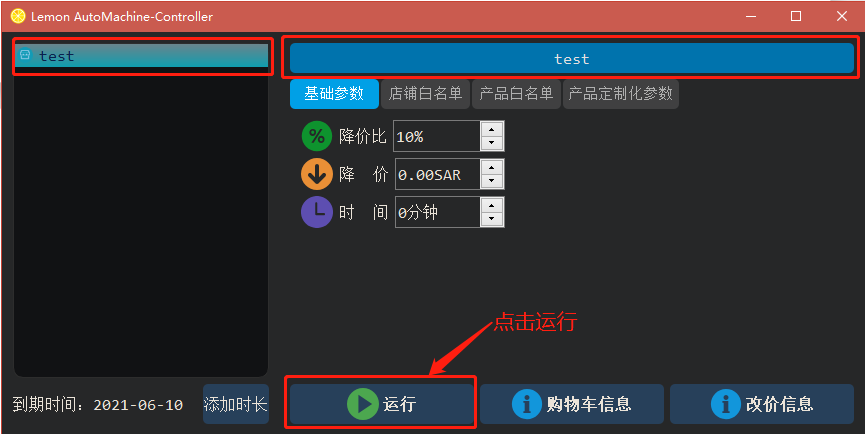 Lemon AutoMachine-Controller
test
test
基础参数 店铺白名单 产品白名单 产品定制化参数
% 降价比 10%
降 价 0.00SAR
时 间 0分钟
点击运行
到期时间: 2021-06-10 添加时长 运行 购物车信息 改价信息